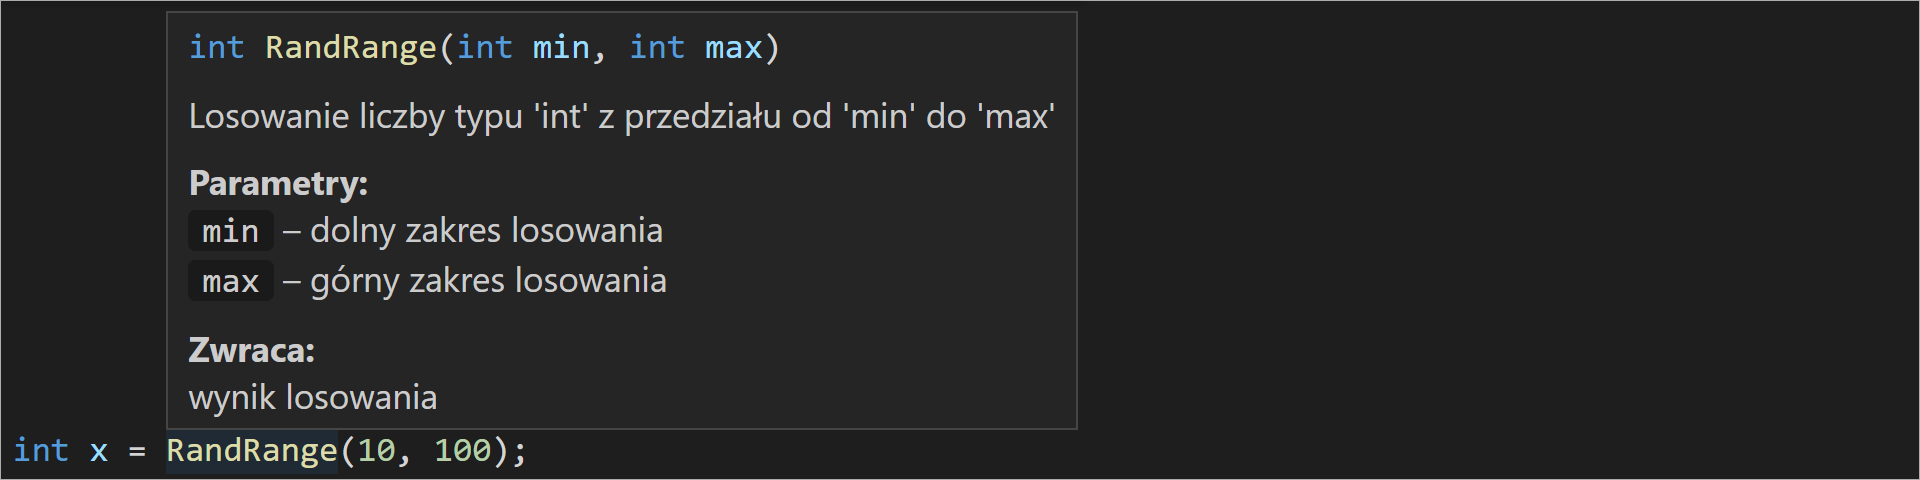 int RandRange(int min, int max)
Losowanie liczby typu 'int' z przedziału od 'min' do 'max'
Parametry:
min – dolny zakres losowania
max – górny zakres losowania
Zwraca:
wynik losowania
int x = RandRange(10, 100);